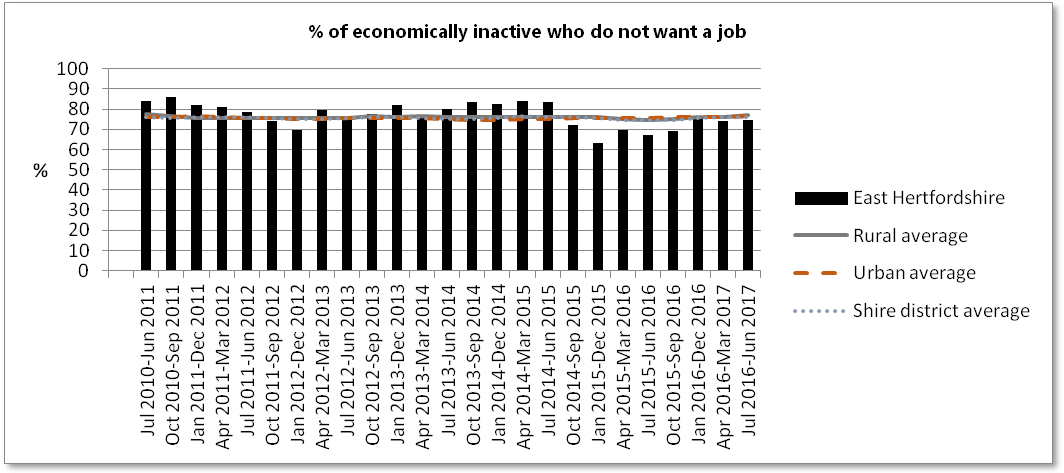 % of economically inactive who do not want a job
100
90
80
70
60
50
40
30
20
10
0
%
Jul 2010-Jun 2011
Oct 2010-Sep 2011
Jan 2011-Dec 2011
Apr 2011-Mar 2012
Jul 2011-Jun 2012
Oct 2011-Sep 2012
Jan 2012-Dec 2012
Apr 2012-Mar 2013
Jul 2012-Jun 2013
Oct 2012-Sep 2013
Jan 2013-Dec 2013
Apr 2013-Mar 2014
Jul 2013-Jun 2014
Oct 2013-Sep 2014
Jan 2014-Dec 2014
Apr 2014-Mar 2015
Jul 2014-Jun 2015
Oct 2014-Sep 2015
Jan 2015-Dec 2015
Apr 2015-Mar 2016
Jul 2015-Jun 2016
Oct 2015-Sep 2016
Jan 2016-Dec 2016
Apr 2016-Mar 2017
Jul 2016-Jun 2017
East Hertfordshire
Rural average
Urban average
Shire district average